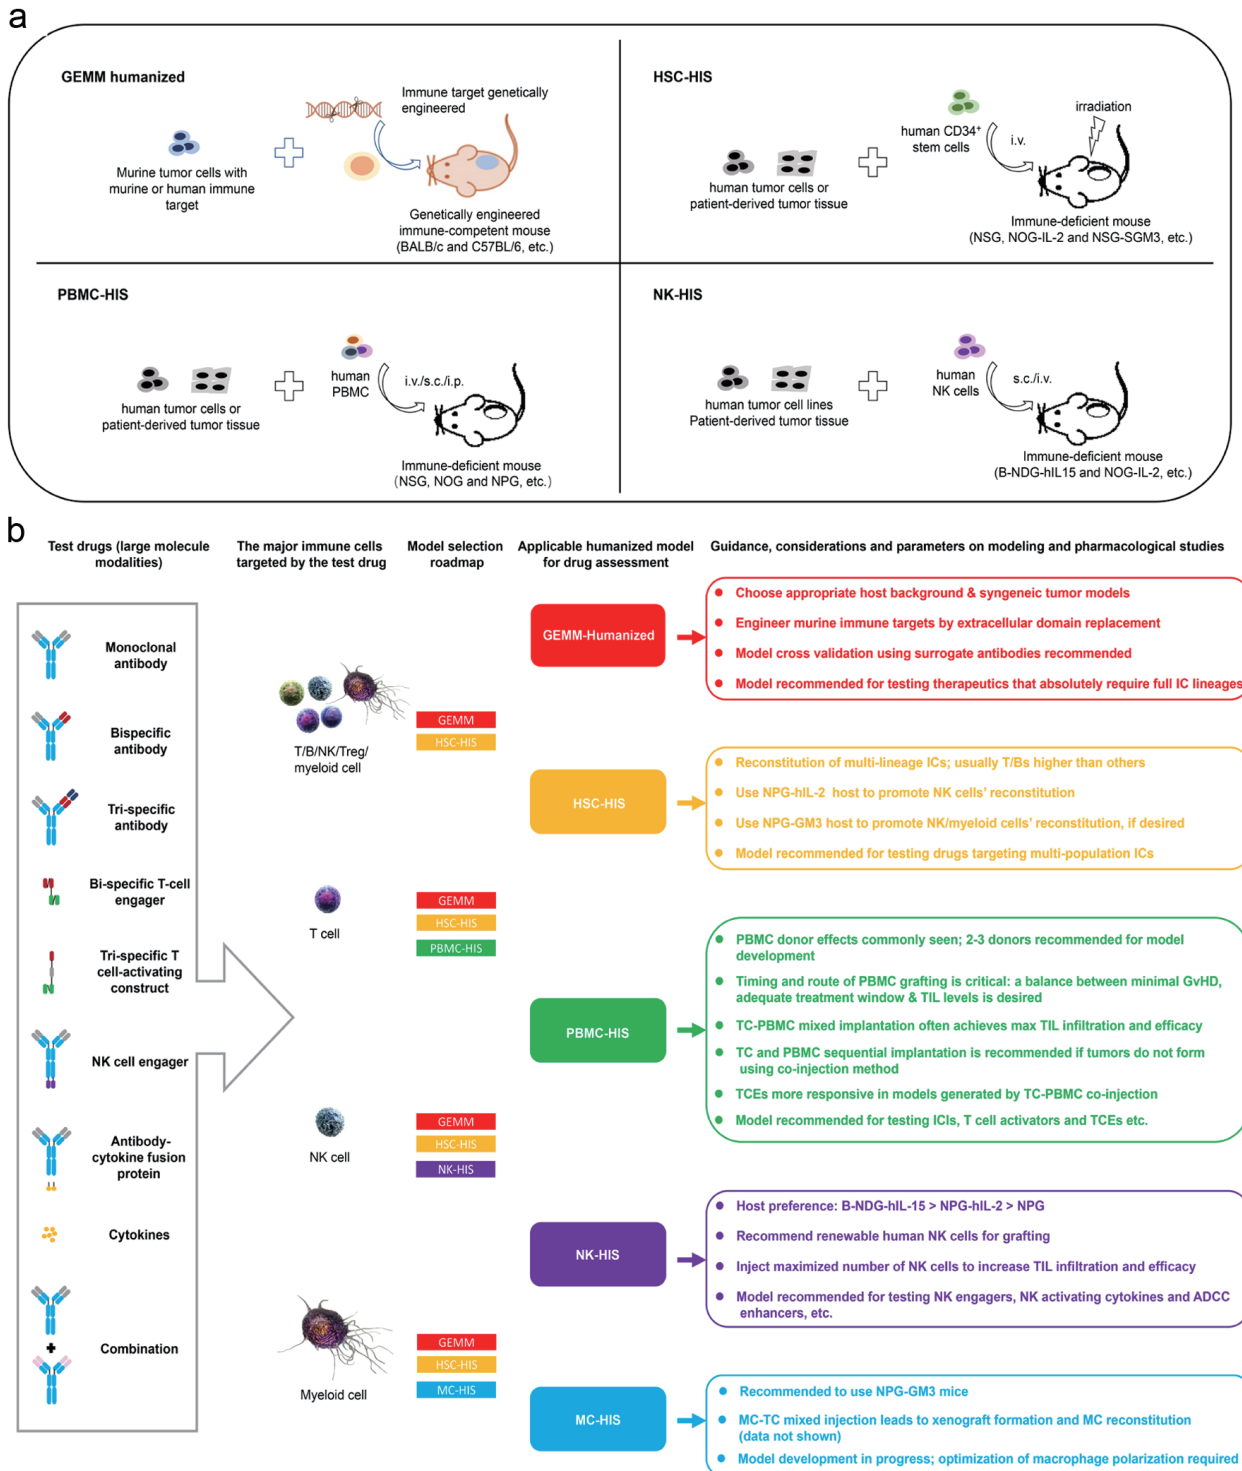 a
GEMM humanized
Immune target genetically
engineered
Murine tumor cells with
murine or human immune
target
Genetically engineered
immune-competent mouse
(BALB/c and C57BL/6, etc.)
HSC-HIS
human CD34+
stem cells
i.v.
irradiation
human tumor cells or
patient-derived tumor tissue
Immune-deficient mouse
(NSG, NOG-IL-2 and NSG-SGM3, etc.)
PBMC-HIS
human
PBMC
i.v./s.c./i.p.
human tumor cells or
patient-derived tumor tissue
Immune-deficient mouse
(NSG, NOG and NPG, etc.)
NK-HIS
human
NK cells
s.c./i.v.
human tumor cell lines
Patient-derived tumor tissue
Immune-deficient mouse
(B-NDG-hIL15 and NOG-IL-2, etc.)
b
Test drugs (large molecule
modalities)
The major immune cells
targeted by the test drug
Model selection
roadmap
Applicable humanized model
for drug assessment
Guidance, considerations and parameters on modeling and pharmacological studies
Monoclonal
antibody
Bispecific
antibody
Tri-specific
antibody
Bi-specific T-cell
engager
Tri-specific T
cell-activating
construct
NK cell engager
Antibody-
cytokine fusion
protein
Cytokines
Combination
T/B/NK/Treg/
myeloid cell
GEMM
HSC-HIS
T cell
GEMM
HSC-HIS
PBMC-HIS
NK cell
GEMM
HSC-HIS
NK-HIS
Myeloid cell
GEMM
HSC-HIS
MC-HIS
GEMM-Humanized
● Choose appropriate host background & syngeneic tumor models
● Engineer murine immune targets by extracellular domain replacement
● Model cross validation using surrogate antibodies recommended
● Model recommended for testing therapeutics that absolutely require full IC lineages
HSC-HIS
● Reconstitution of multi-lineage ICs; usually T/Bs higher than others
● Use NPG-hIL-2 host to promote NK cells' reconstitution
● Use NPG-GM3 host to promote NK/myeloid cells' reconstitution, if desired
● Model recommended for testing drugs targeting multi-population ICs
PBMC-HIS
● PBMC donor effects commonly seen; 2-3 donors recommended for model
development
● Timing and route of PBMC grafting is critical: a balance between minimal GvHD,
adequate treatment window & TIL levels is desired
● TC-PBMC mixed implantation often achieves max TIL infiltration and efficacy
● TC and PBMC sequential implantation is recommended if tumors do not form
using co-injection method
● TCEs more responsive in models generated by TC-PBMC co-injection
● Model recommended for testing ICIs, T cell activators and TCEs etc.
NK-HIS
● Host preference: B-NDG-hIL-15 > NPG-hIL-2 > NPG
● Recommend renewable human NK cells for grafting
● Inject maximized number of NK cells to increase TIL infiltration and efficacy
● Model recommended for testing NK engagers, NK activating cytokines and ADCC
enhancers, etc.
MC-HIS
● Recommended to use NPG-GM3 mice
● MC-TC mixed injection leads to xenograft formation and MC reconstitution
(data not shown)
● Model development in progress; optimization of macrophage polarization required